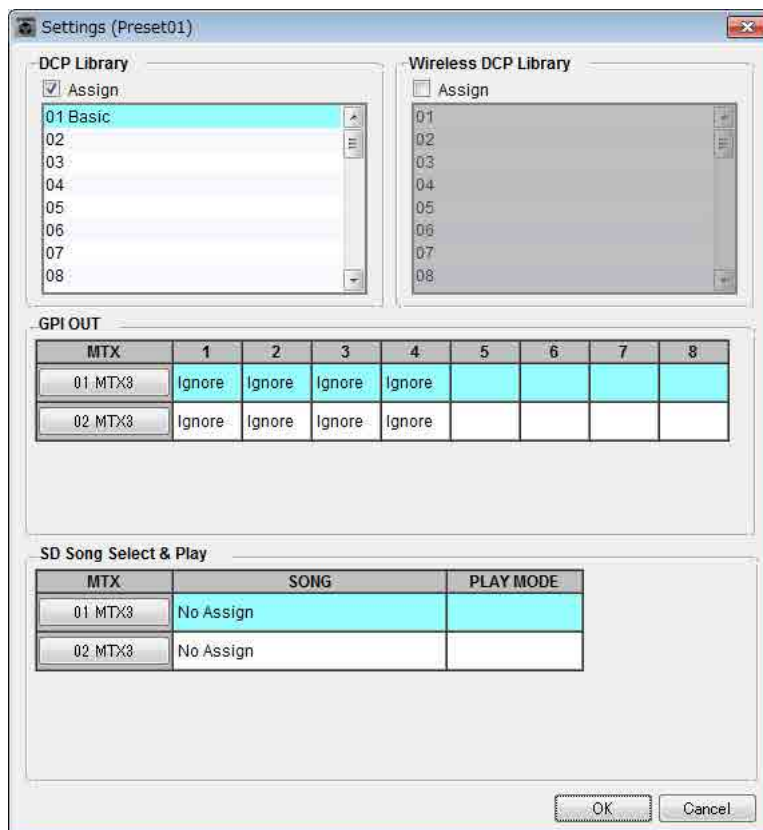 Settings (Preset01)
DCP Library
Assign
01 Basic
02
03
04
05
06
07
08
Wireless DCP Library
Assign
01
02
03
04
05
06
07
08
GPI OUT
MTX 1 2 3 4 5 6 7 8
01 MTX3 Ignore Ignore Ignore Ignore
02 MTX3 Ignore Ignore Ignore Ignore
SD Song Select & Play
MTX SONG PLAY MODE
01 MTX3 No Assign
02 MTX3 No Assign
OK Cancel